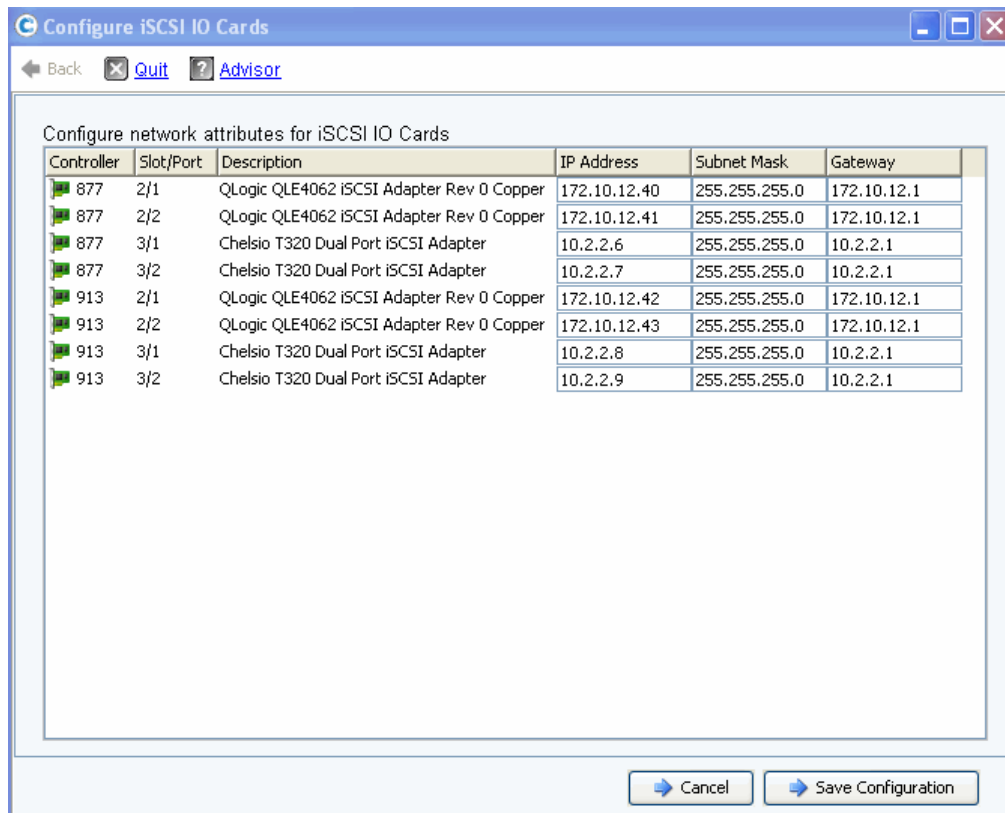 Configure iSCSI IO Cards
Back Quit Advisor
Configure network attributes for iSCSI IO Cards
Controller Slot/Port Description IP Address Subnet Mask Gateway
877 2/1 QLogic QLE4062 iSCSI Adapter Rev 0 Copper 172.10.12.40 255.255.255.0 172.10.12.1
877 2/2 QLogic QLE4062 iSCSI Adapter Rev 0 Copper 172.10.12.41 255.255.255.0 172.10.12.1
877 3/1 Chelsio T320 Dual Port iSCSI Adapter 10.2.2.6 255.255.255.0 10.2.2.1
877 3/2 Chelsio T320 Dual Port iSCSI Adapter 10.2.2.7 255.255.255.0 10.2.2.1
913 2/1 QLogic QLE4062 iSCSI Adapter Rev 0 Copper 172.10.12.42 255.255.255.0 172.10.12.1
913 2/2 QLogic QLE4062 iSCSI Adapter Rev 0 Copper 172.10.12.43 255.255.255.0 172.10.12.1
913 3/1 Chelsio T320 Dual Port iSCSI Adapter 10.2.2.8 255.255.255.0 10.2.2.1
913 3/2 Chelsio T320 Dual Port iSCSI Adapter 10.2.2.9 255.255.255.0 10.2.2.1
Cancel Save Configuration